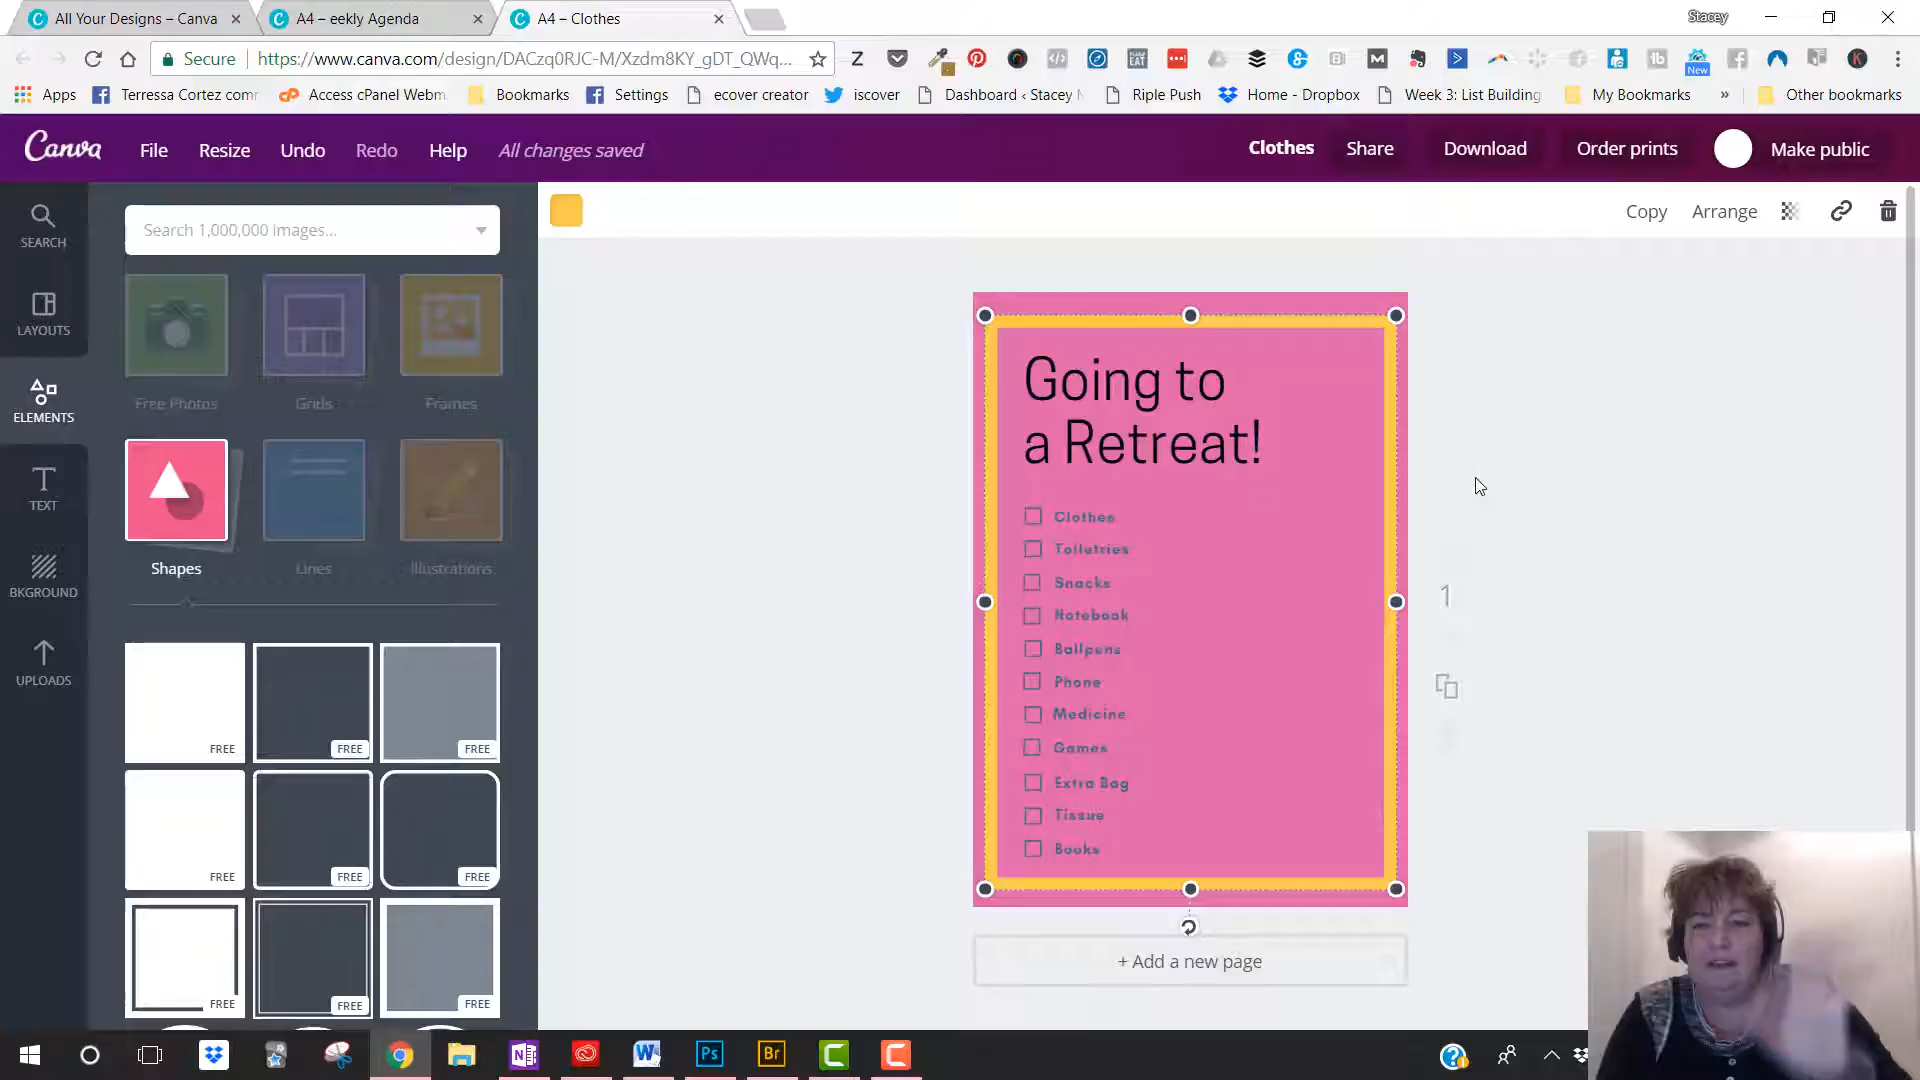 All Your Designs – Canva
A4 – eekly Agenda
A4 – Clothes
Stacey
Secure
https://www.canva.com/design/DACzq0RJC-M/Xzdm8KY_gDT_QWq...
New
Apps
Terressa Cortez com
Access cPanel Webm
Bookmarks
Settings
ecover creator
iscover
Dashboard ‹ Stacey
Riple Push
Home - Dropbox
Week 3: List Building
My Bookmarks
»
Other bookmarks
Canva
File
Resize
Undo
Redo
Help
All changes saved
Clothes
Share
Download
Order prints
Make public
Search 1,000,000 images...
Copy
Arrange
SEARCH
LAYOUTS
ELEMENTS
TEXT
BKGROUND
UPLOADS
Free Photos
Grids
Frames
Shapes
Lines
Illustrations
FREE
FREE
FREE
FREE
FREE
FREE
FREE
FREE
FREE
Going to
a Retreat!
Clothes
Toiletries
Snacks
Notebook
Ballpens
Phone
Medicine
Games
Extra Bag
Tissue
Books
1
+ Add a new page